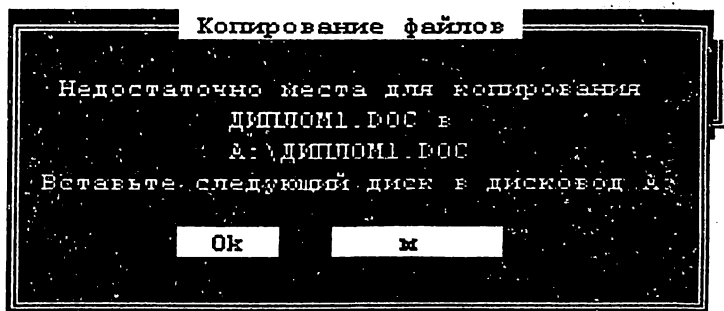 Копирование файлов
Недостаточно места для копирования
ДИПЛОМ1.DOC в
A:\ДИПЛОМ1.DOC
Вставьте следующий диск в дисковод A:
Ok м